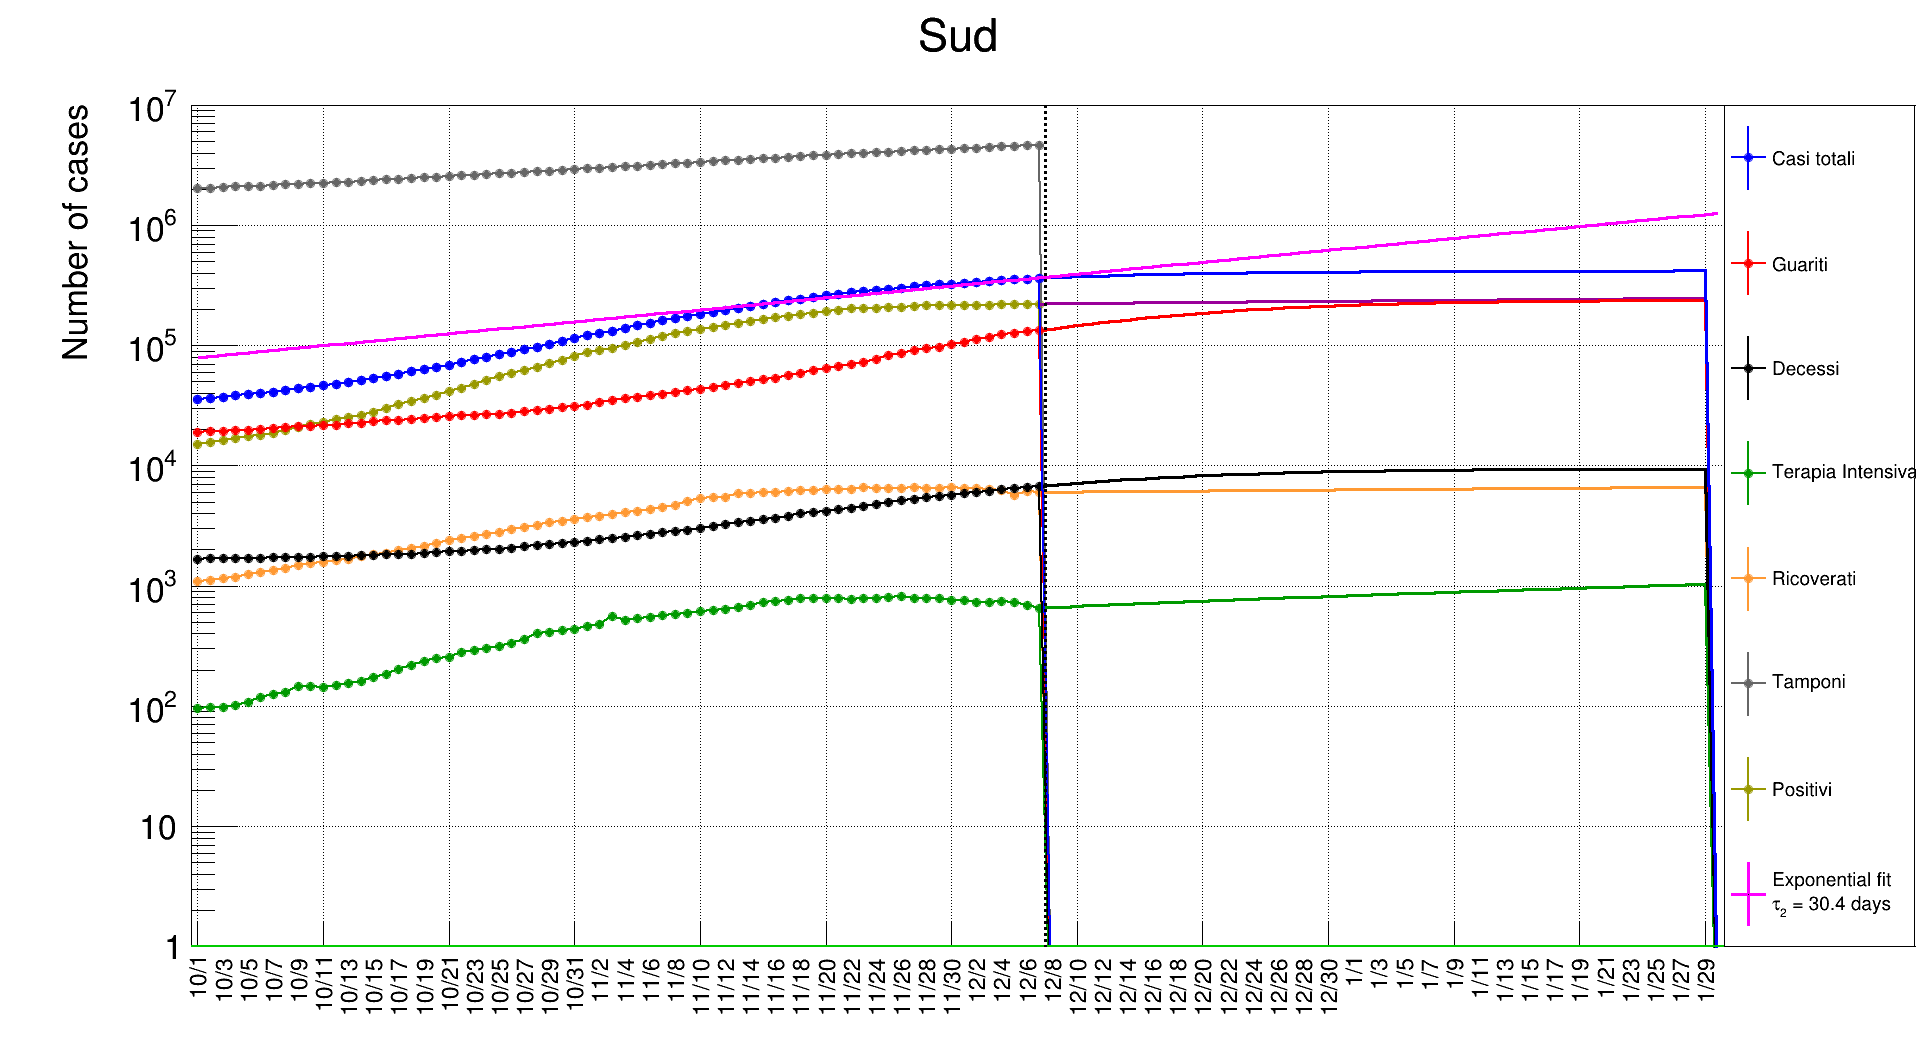 Sud
Number of cases
10^7
10^6
10^5
10^4
10^3
10^2
10
1
10/1 10/3 10/5 10/7 10/9 10/11 10/13 10/15 10/17 10/19 10/21 10/23 10/25 10/27 10/29 10/31 11/2 11/4 11/6 11/8 11/10 11/12 11/14 11/16 11/18 11/20 11/22 11/24 11/26 11/28 11/30 12/2 12/4 12/6 12/8 12/10 12/12 12/14 12/16 12/18 12/20 12/22 12/24 12/26 12/28 12/30 1/1 1/3 1/5 1/7 1/9 1/11 1/13 1/15 1/17 1/19 1/21 1/23 1/25 1/27 1/29
Casi totali
Guariti
Decessi
Terapia Intensiva
Ricoverati
Tamponi
Positivi
Exponential fit
τ₂ = 30.4 days